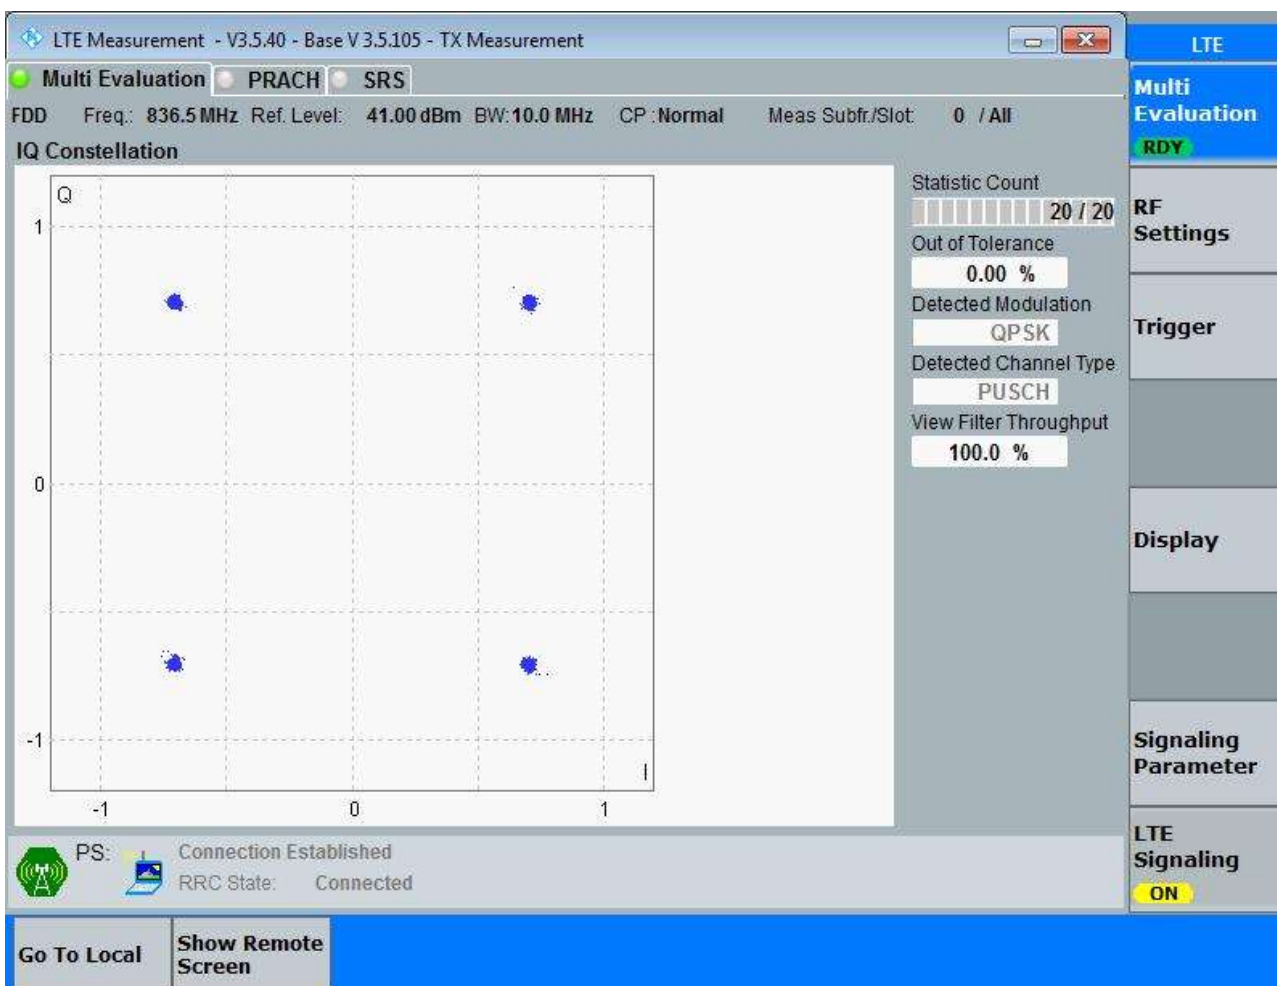 LTE Measurement - V3.5.40 - Base V 3.5.105 - TX Measurement
LTE
Multi Evaluation PRACH SRS
FDD Freq.: 836.5 MHz Ref. Level: 41.00 dBm BW: 10.0 MHz CP : Normal Meas Subfr./Slot: 0 / All
IQ Constellation
Q
1
0
-1
I
-1 0 1
Statistic Count
20 / 20
Out of Tolerance
0.00 %
Detected Modulation
QPSK
Detected Channel Type
PUSCH
View Filter Throughput
100.0 %
Multi
Evaluation
RDY
RF
Settings
Trigger
Display
Signaling
Parameter
LTE
Signaling
ON
PS: Connection Established
RRC State: Connected
Go To Local
Show Remote
Screen